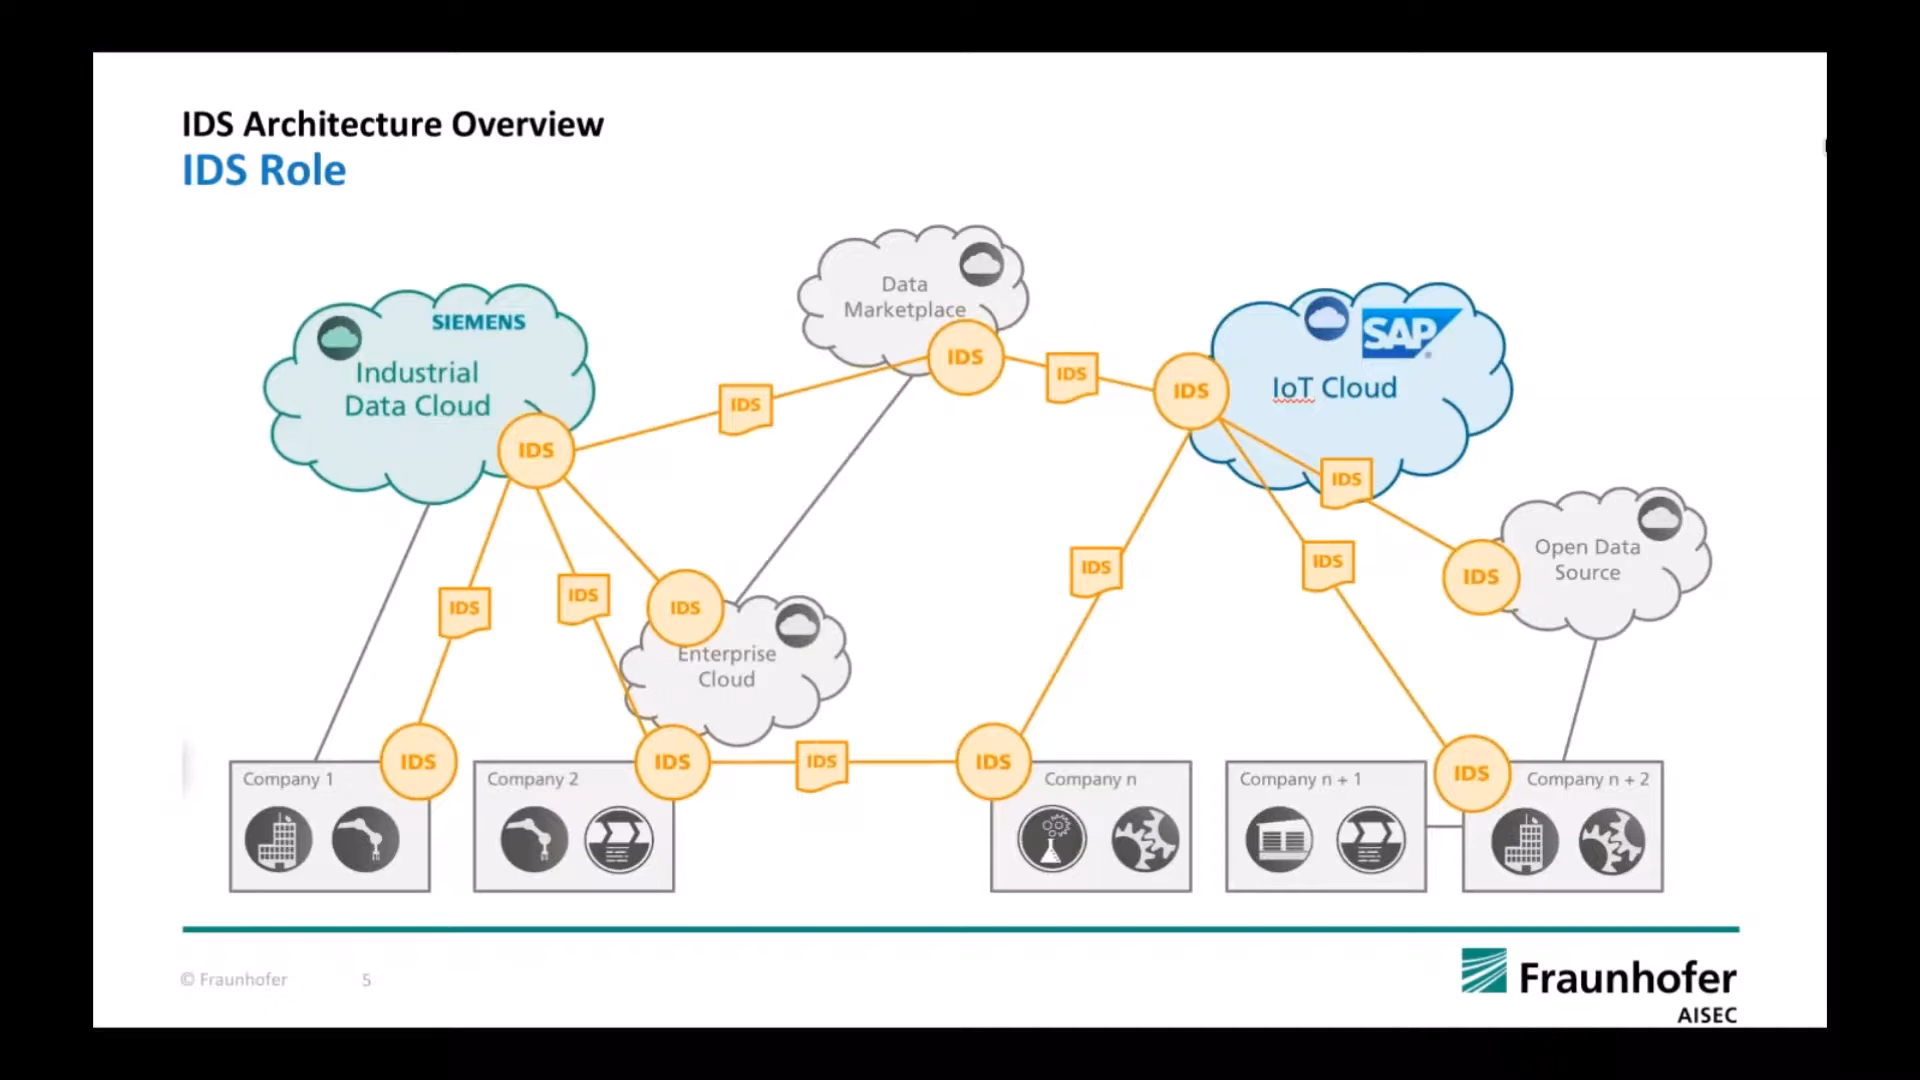 IDS Architecture Overview
IDS Role
Data
Marketplace
IDS
IDS
IDS
SAP
IoT Cloud
SIEMENS
Industrial
Data Cloud
IDS
IDS
IDS
Open Data
Source
IDS
IDS
IDS
IDS
IDS
IDS
Enterprise
Cloud
IDS
Company 1
IDS
Company 2
IDS
IDS
IDS
Company n
Company n + 1
IDS
Company n + 2
© Fraunhofer
5
Fraunhofer
AISEC